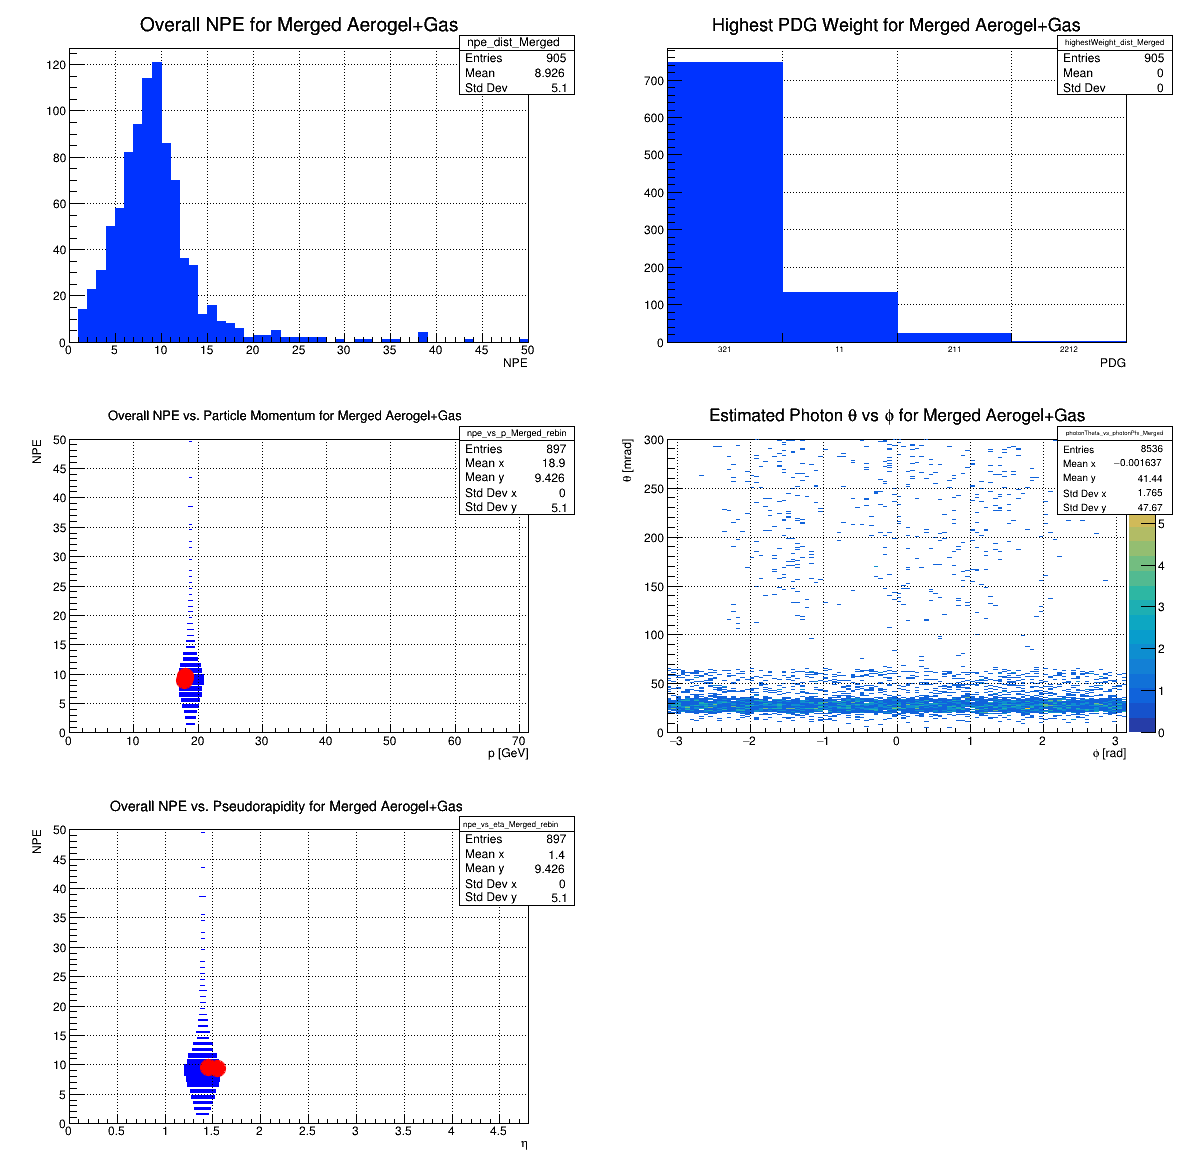 Overall NPE for Merged Aerogel+Gas
npe_dist_Merged
Entries 905
Mean 8.926
Std Dev 5.1
120
100
80
60
40
20
0
0 5 10 15 20 25 30 35 40 45 50
NPE
Highest PDG Weight for Merged Aerogel+Gas
highestWeight_dist_Merged
Entries 905
Mean 0
Std Dev 0
700
600
500
400
300
200
100
0
321 11 211 2212
PDG
Overall NPE vs. Particle Momentum for Merged Aerogel+Gas
npe_vs_p_Merged_rebin
Entries 897
Mean x 18.9
Mean y 9.426
Std Dev x 0
Std Dev y 5.1
NPE
50
45
40
35
30
25
20
15
10
5
0
0 10 20 30 40 50 60 70
p [GeV]
Estimated Photon θ vs ϕ for Merged Aerogel+Gas
photonTheta_vs_photonPhi_Merged
Entries 8536
Mean x −0.001637
Mean y 41.44
Std Dev x 1.765
Std Dev y 47.67
θ [mrad]
300
250
200
150
100
50
0
−3 −2 −1 0 1 2 3
ϕ [rad]
5
4
3
2
1
0
Overall NPE vs. Pseudorapidity for Merged Aerogel+Gas
npe_vs_eta_Merged_rebin
Entries 897
Mean x 1.4
Mean y 9.426
Std Dev x 0
Std Dev y 5.1
NPE
50
45
40
35
30
25
20
15
10
5
0
0 0.5 1 1.5 2 2.5 3 3.5 4 4.5
η